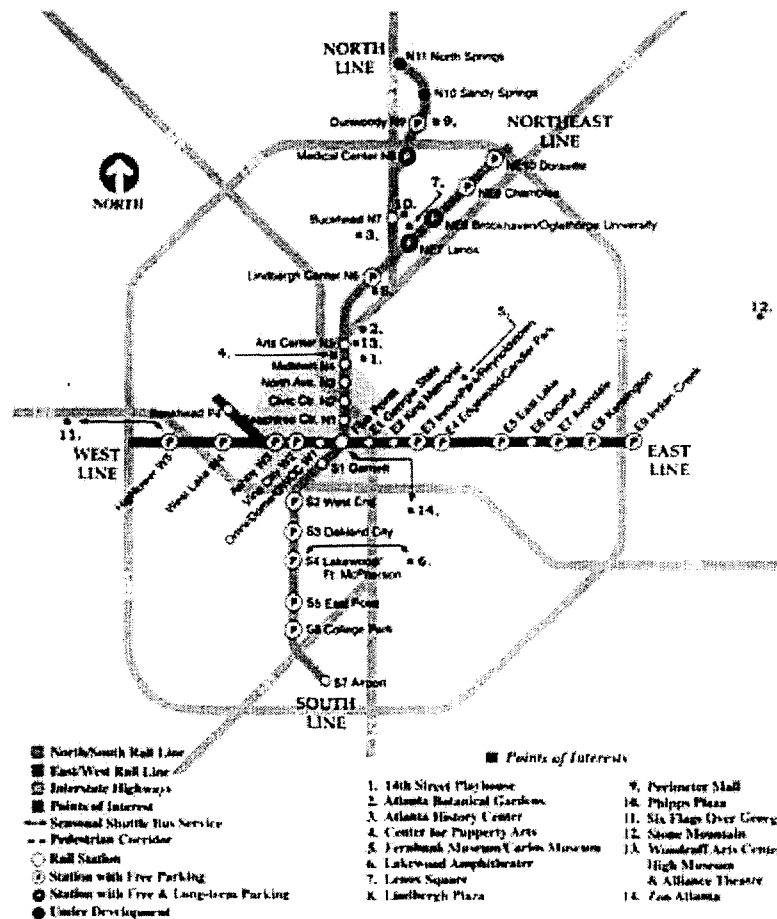 NORTH
LINE
N11 North Springs
N10 Sandy Springs
Dunwoody N9
9.
NORTHEAST
LINE
Medical Center N8
NE10 Doraville
NORTH
7.
NE9 Chamblee
10.
Buckhead N7
3.
NE8 Brookhaven/Oglethorpe University
NE7 Lenox
Lindbergh Center N6
8.
12.
5.
2.
Arts Center N5
13.
4.
1.
Midtown N4
North Ave. N3
Civic Ctr. N2
Peachtree Ctr. N1
Five Points
E1 Georgia State
E2 King Memorial
E3 Inman Park/Reynoldstown
E4 Edgewood/Candler Park
E5 East Lake
E6 Decatur
E7 Avondale
E8 Kensington
E9 Indian Creek
Bankhead P4
11.
WEST
LINE
EAST
LINE
Hightower W5
West Lake W4
Ashby W3
Vine City W2
Omni/Dome/GWCC W1
S1 Garnett
S2 West End
14.
S3 Oakland City
S4 Lakewood/
Ft. McPherson
6.
S5 East Point
S6 College Park
S7 Airport
SOUTH
LINE
North/South Rail Line
East/West Rail Line
Interstate Highways
Points of Interest
Seasonal Shuttle Bus Service
Pedestrian Corridor
Rail Station
Station with Free Parking
Station with Free & Long-term Parking
Under Development
Points of Interests
1. 14th Street Playhouse
2. Atlanta Botanical Gardens
3. Atlanta History Center
4. Center for Puppetry Arts
5. Fernbank Museum/Carlos Museum
6. Lakewood Amphitheater
7. Lenox Square
8. Lindbergh Plaza
9. Perimeter Mall
10. Phipps Plaza
11. Six Flags Over Georg
12. Stone Mountain
13. Woodruff Arts Cente
High Museum
& Alliance Theatre
14. Zoo Atlanta